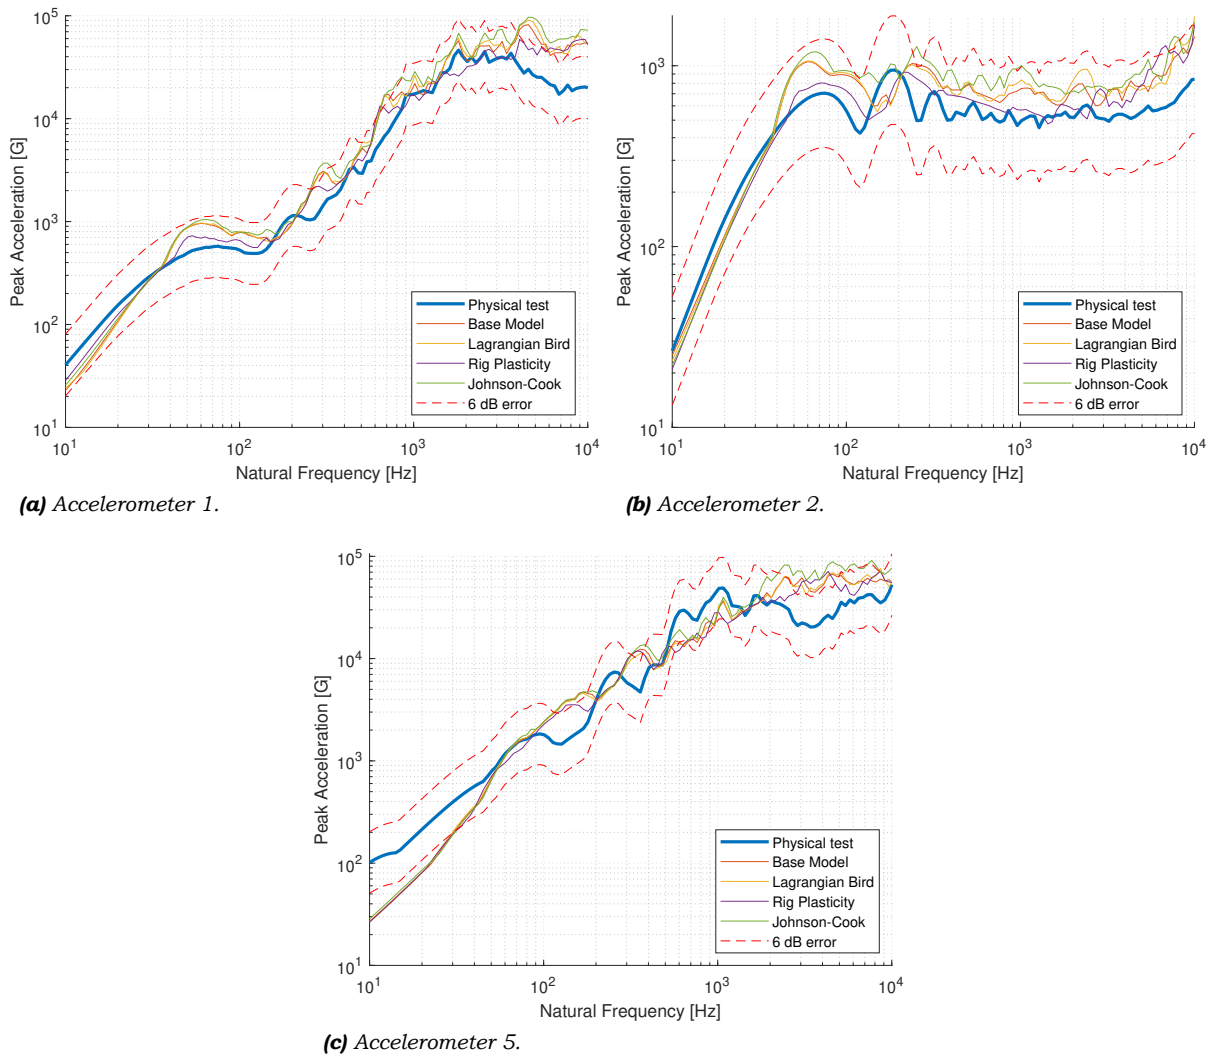 10^5
10^4
10^3
10^2
10^1
Peak Acceleration [G]
10^1 10^2 10^3 10^4
Natural Frequency [Hz]
Physical test
Base Model
Lagrangian Bird
Rig Plasticity
Johnson-Cook
6 dB error
(a) Accelerometer 1.
10^3
10^2
10^1
Peak Acceleration [G]
10^1 10^2 10^3 10^4
Natural Frequency [Hz]
Physical test
Base Model
Lagrangian Bird
Rig Plasticity
Johnson-Cook
6 dB error
(b) Accelerometer 2.
10^5
10^4
10^3
10^2
10^1
Peak Acceleration [G]
10^1 10^2 10^3 10^4
Natural Frequency [Hz]
Physical test
Base Model
Lagrangian Bird
Rig Plasticity
Johnson-Cook
6 dB error
(c) Accelerometer 5.